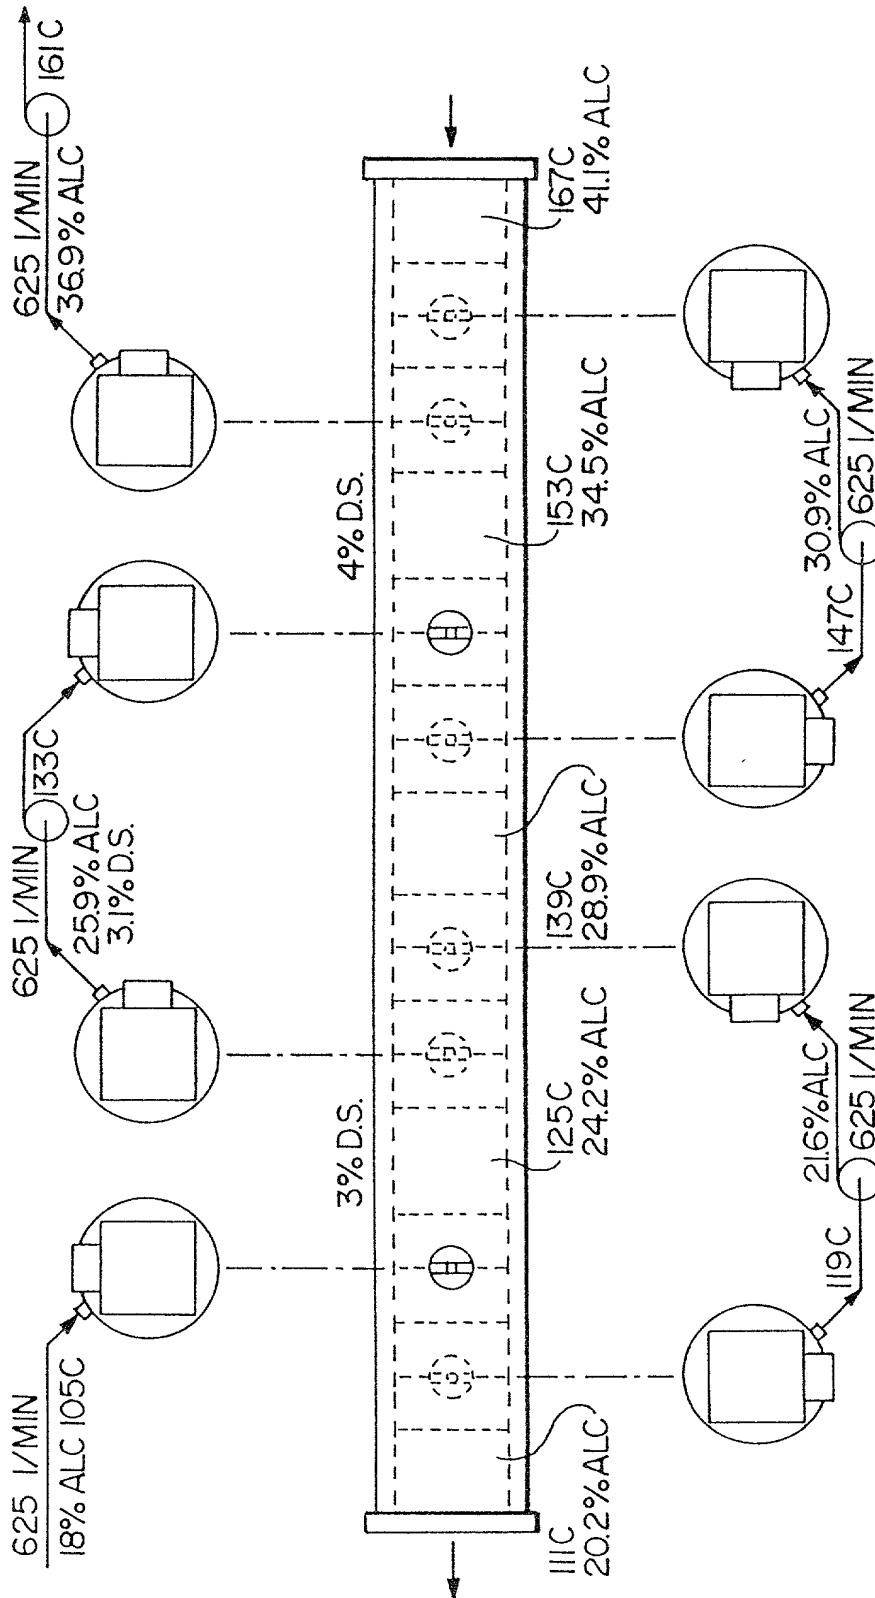 625 l/MIN
18% ALC 105C
625 l/MIN
25.9% ALC
3.1% D.S.
133C
625 l/MIN
36.9% ALC
161C
3% D.S.
4% D.S.
111C
20.2% ALC
125C
24.2% ALC
139C
28.9% ALC
153C
34.5% ALC
167C
41.1% ALC
119C
21.6% ALC
625 l/MIN
147C
30.9% ALC
625 l/MIN